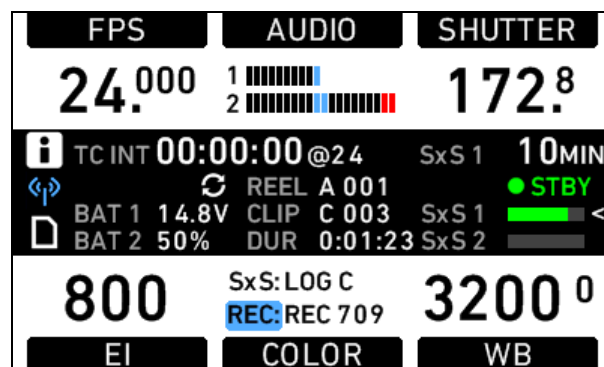 FPS AUDIO SHUTTER
24.000 1 172.8
2
i TC INT 00:00:00 @24 SxS 1 10MIN
REEL A 001 STBY
BAT 1 14.8V CLIP C 003 SxS 1 <
BAT 2 50% DUR 0:01:23 SxS 2
800 SxS: LOG C 3200 0
REC: REC 709
EI COLOR WB